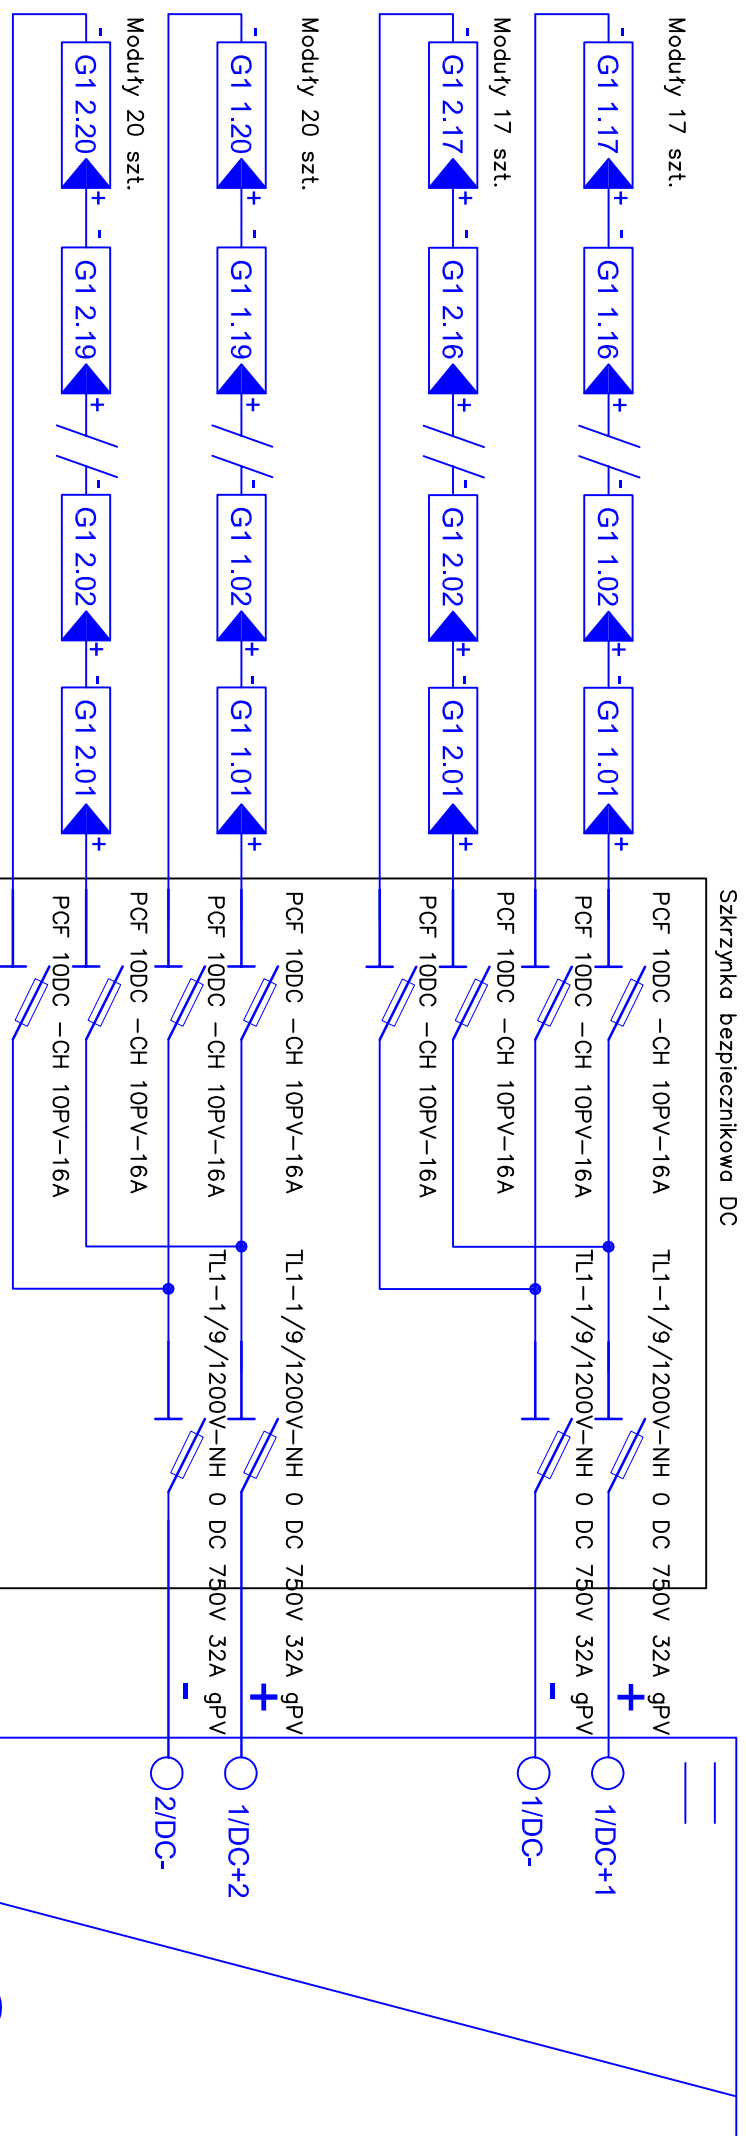 Moduły 17 szt.
- G1 1.17 + - G1 1.16 + - G1 1.02 + - G1 1.01 +
Moduły 17 szt.
- G1 2.17 + - G1 2.16 + - G1 2.02 + - G1 2.01 +
Moduły 20 szt.
- G1 1.20 + - G1 1.19 + - G1 1.02 + - G1 1.01 +
Moduły 20 szt.
- G1 2.20 + - G1 2.19 + - G1 2.02 + - G1 2.01 +
Szkrzynka bezpiecznikowa DC
PCF 10DC –CH 10PV–16A
PCF 10DC –CH 10PV–16A
PCF 10DC –CH 10PV–16A
PCF 10DC –CH 10PV–16A
PCF 10DC –CH 10PV–16A
PCF 10DC –CH 10PV–16A
PCF 10DC –CH 10PV–16A
PCF 10DC –CH 10PV–16A
TL1–1/9/1200V–NH 0 DC 750V 32A gPV
TL1–1/9/1200V–NH 0 DC 750V 32A gPV
TL1–1/9/1200V–NH 0 DC 750V 32A gPV
TL1–1/9/1200V–NH 0 DC 750V 32A gPV
+ 1/DC+1
- 1/DC-
+ 1/DC+2
- 2/DC-